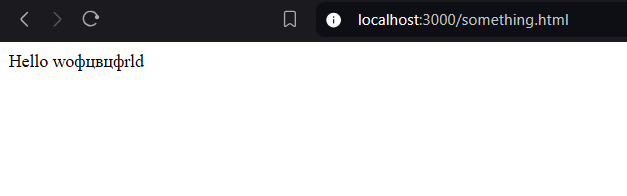 localhost:3000/something.html
Hello woфцвцфrld